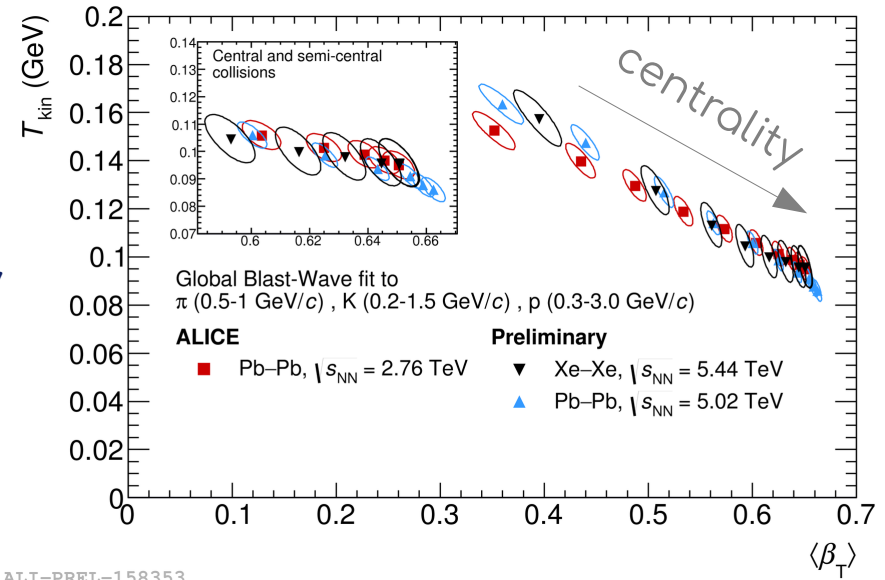 T_kin (GeV)
0.2
0.18
0.16
0.14
0.12
0.1
0.08
0.06
0.04
0.02
0
0.14
0.13
0.12
0.11
0.1
0.09
0.08
0.07
Central and semi-central
collisions
0.6 0.62 0.64 0.66
centrality
Global Blast-Wave fit to
π (0.5-1 GeV/c) , K (0.2-1.5 GeV/c) , p (0.3-3.0 GeV/c)
ALICE
Pb–Pb, √s_NN = 2.76 TeV
Preliminary
Xe–Xe, √s_NN = 5.44 TeV
Pb–Pb, √s_NN = 5.02 TeV
0 0.1 0.2 0.3 0.4 0.5 0.6 0.7
⟨β_T⟩
ALI−PREL−158353